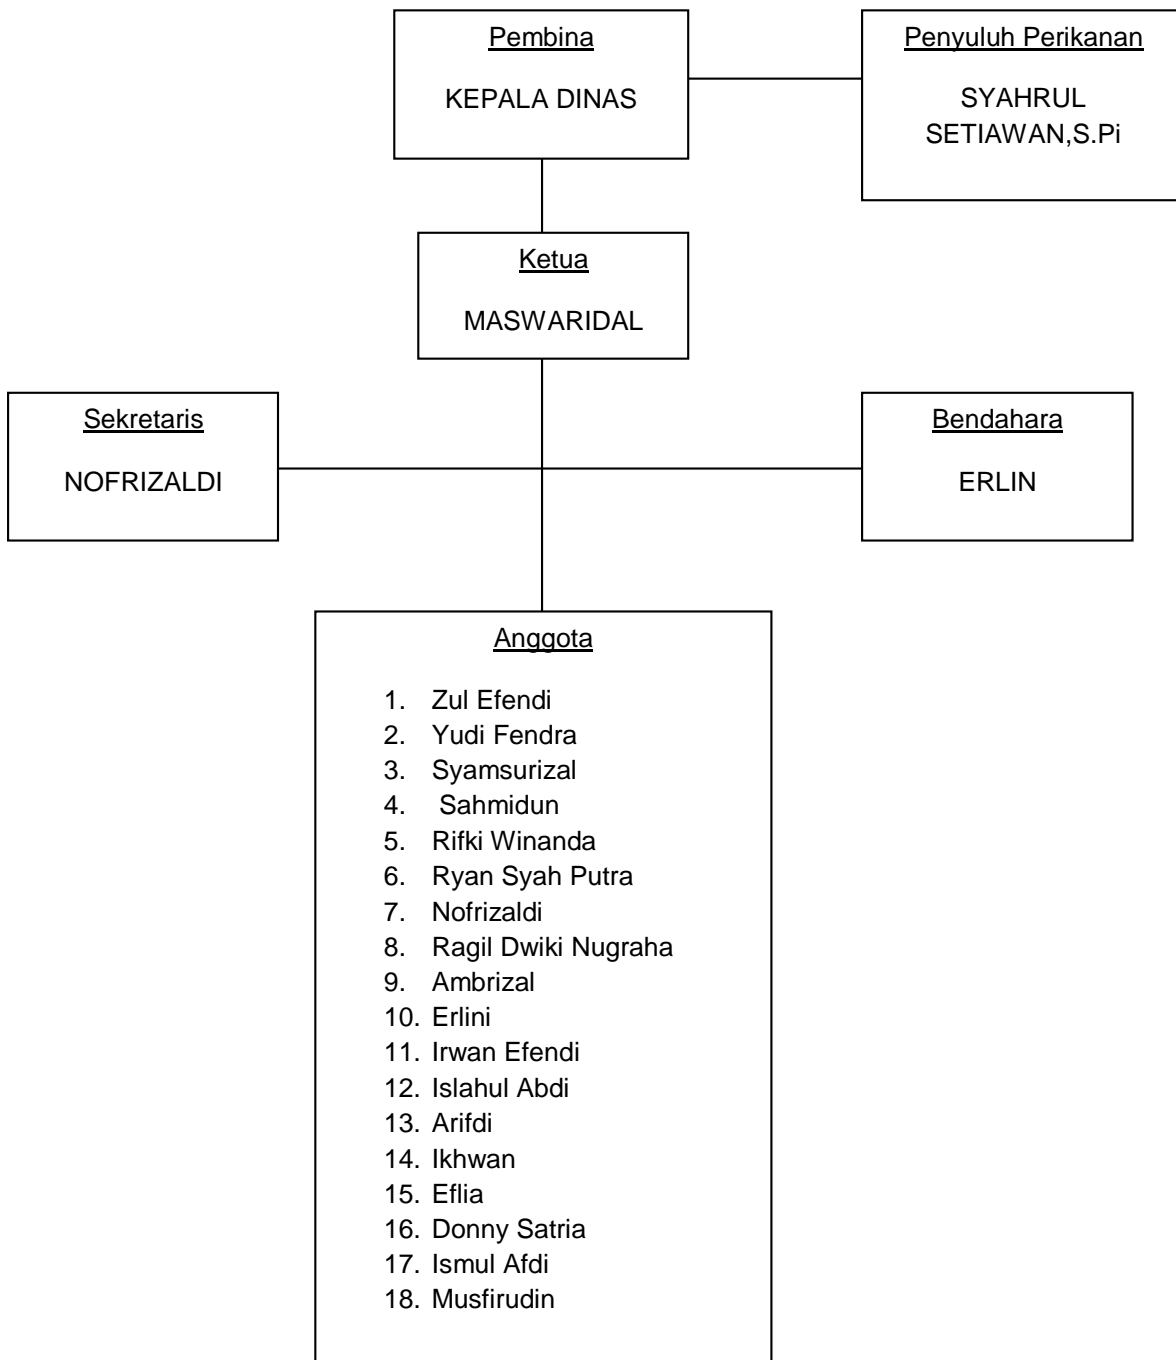 Pembina
KEPALA DINAS
Penyuluh Perikanan
SYAHRUL
SETIAWAN,S.Pi
Ketua
MASWARIDAL
Sekretaris
NOFRIZALDI
Bendahara
ERLIN
Anggota
1. Zul Efendi
2. Yudi Fendra
3. Syamsurizal
4. Sahmidun
5. Rifki Winanda
6. Ryan Syah Putra
7. Nofrizaldi
8. Ragil Dwiki Nugraha
9. Ambrizal
10. Erlini
11. Irwan Efendi
12. Islahul Abdi
13. Arifdi
14. Ikhwan
15. Eflia
16. Donny Satria
17. Ismul Afdi
18. Musfirudin